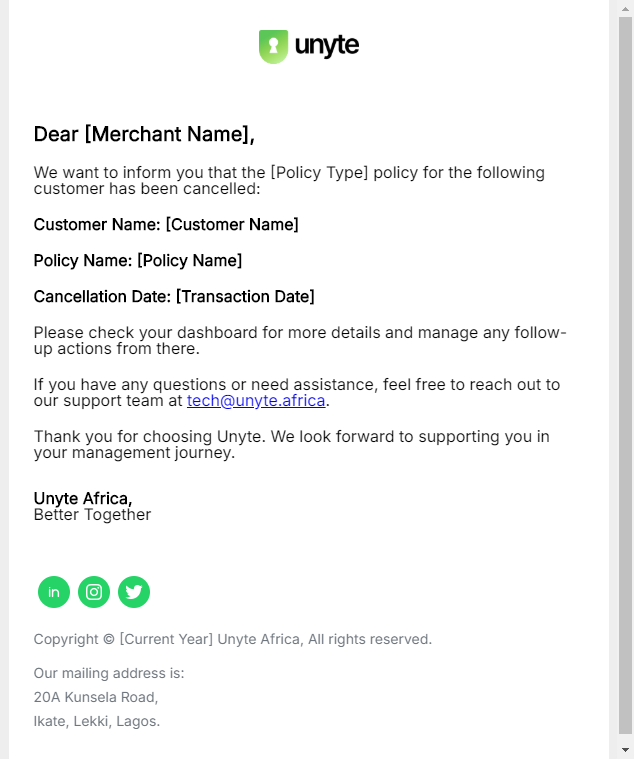 unyte
Dear [Merchant Name],
We want to inform you that the [Policy Type] policy for the following
customer has been cancelled:
Customer Name: [Customer Name]
Policy Name: [Policy Name]
Cancellation Date: [Transaction Date]
Please check your dashboard for more details and manage any follow-
up actions from there.
If you have any questions or need assistance, feel free to reach out to
our support team at tech@unyte.africa.
Thank you for choosing Unyte. We look forward to supporting you in
your management journey.
Unyte Africa,
Better Together
in
Copyright © [Current Year] Unyte Africa, All rights reserved.
Our mailing address is:
20A Kunsela Road,
Ikate, Lekki, Lagos.